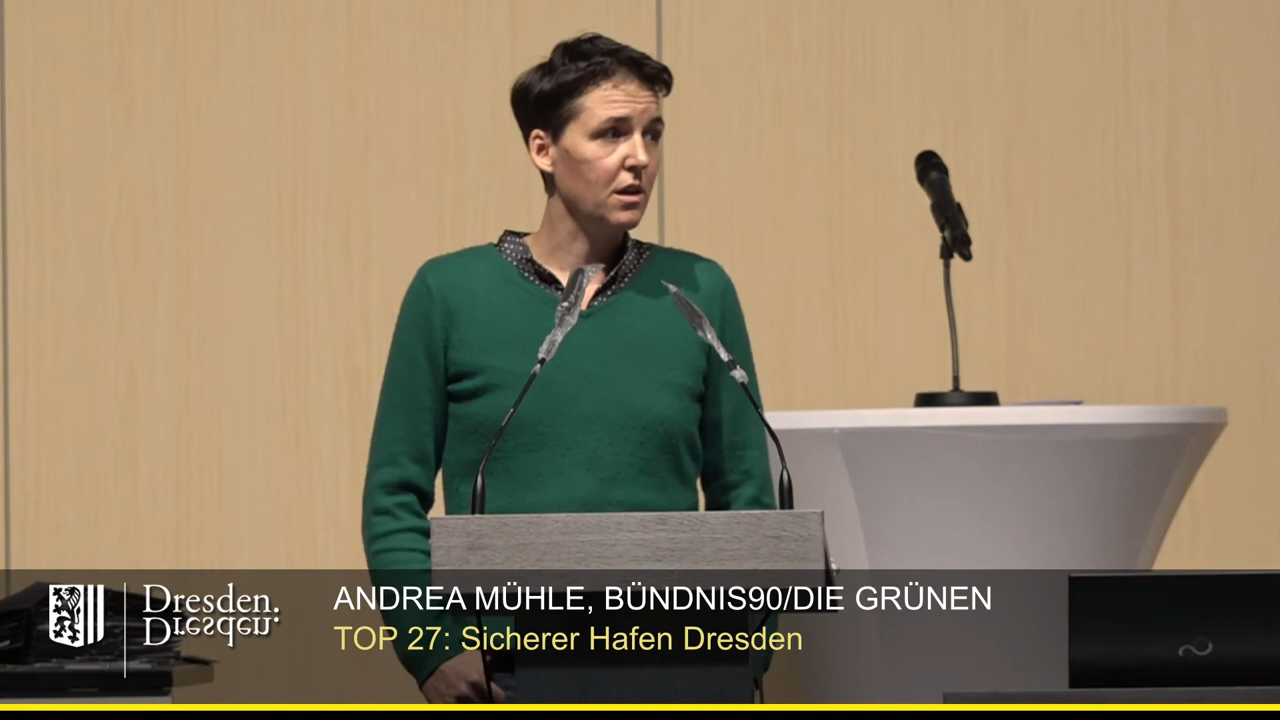 Dresden.
Dresden.
ANDREA MÜHLE, BÜNDNIS90/DIE GRÜNEN
TOP 27: Sicherer Hafen Dresden